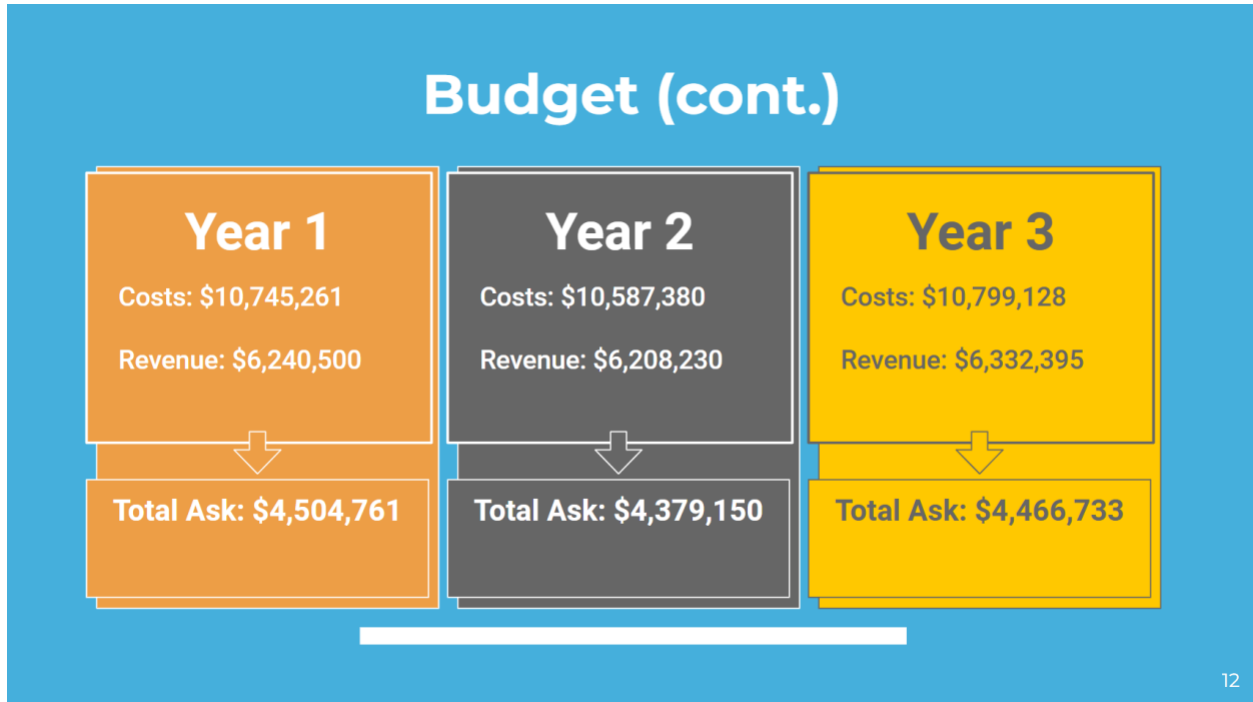 Budget (cont.)
Year 1
Costs: $10,745,261
Revenue: $6,240,500
Total Ask: $4,504,761
Year 2
Costs: $10,587,380
Revenue: $6,208,230
Total Ask: $4,379,150
Year 3
Costs: $10,799,128
Revenue: $6,332,395
Total Ask: $4,466,733
12